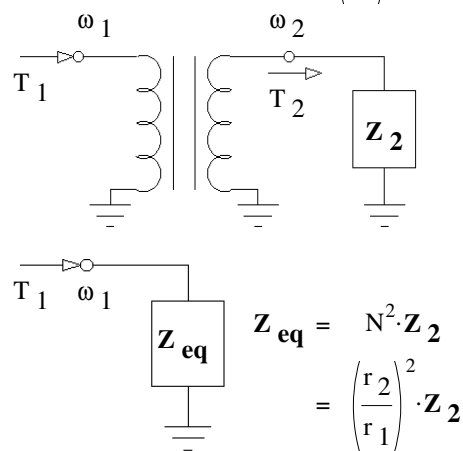 ω 1
ω 2
T 1
T 2
Z 2
T 1
ω 1
Z eq
Z eq = N²·Z 2
= (r 2 / r 1)²·Z 2